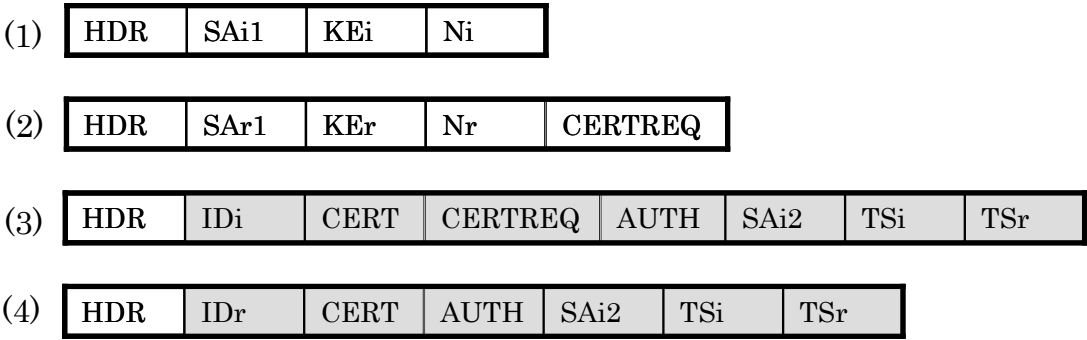 (1) HDR SAi1 KEi Ni
(2) HDR SAr1 KEr Nr CERTREQ
(3) HDR IDi CERT CERTREQ AUTH SAi2 TSi TSr
(4) HDR IDr CERT AUTH SAi2 TSi TSr